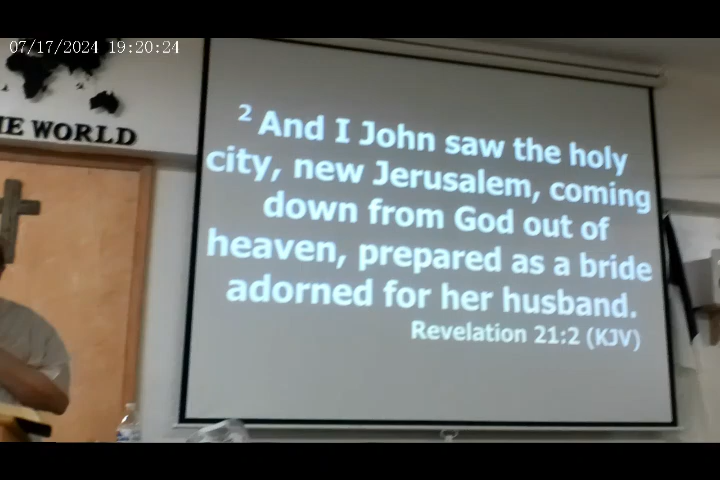 07/17/2024 19:20:24
THE WORLD
2 And I John saw the holy
city, new Jerusalem, coming
down from God out of
heaven, prepared as a bride
adorned for her husband.
Revelation 21:2 (KJV)